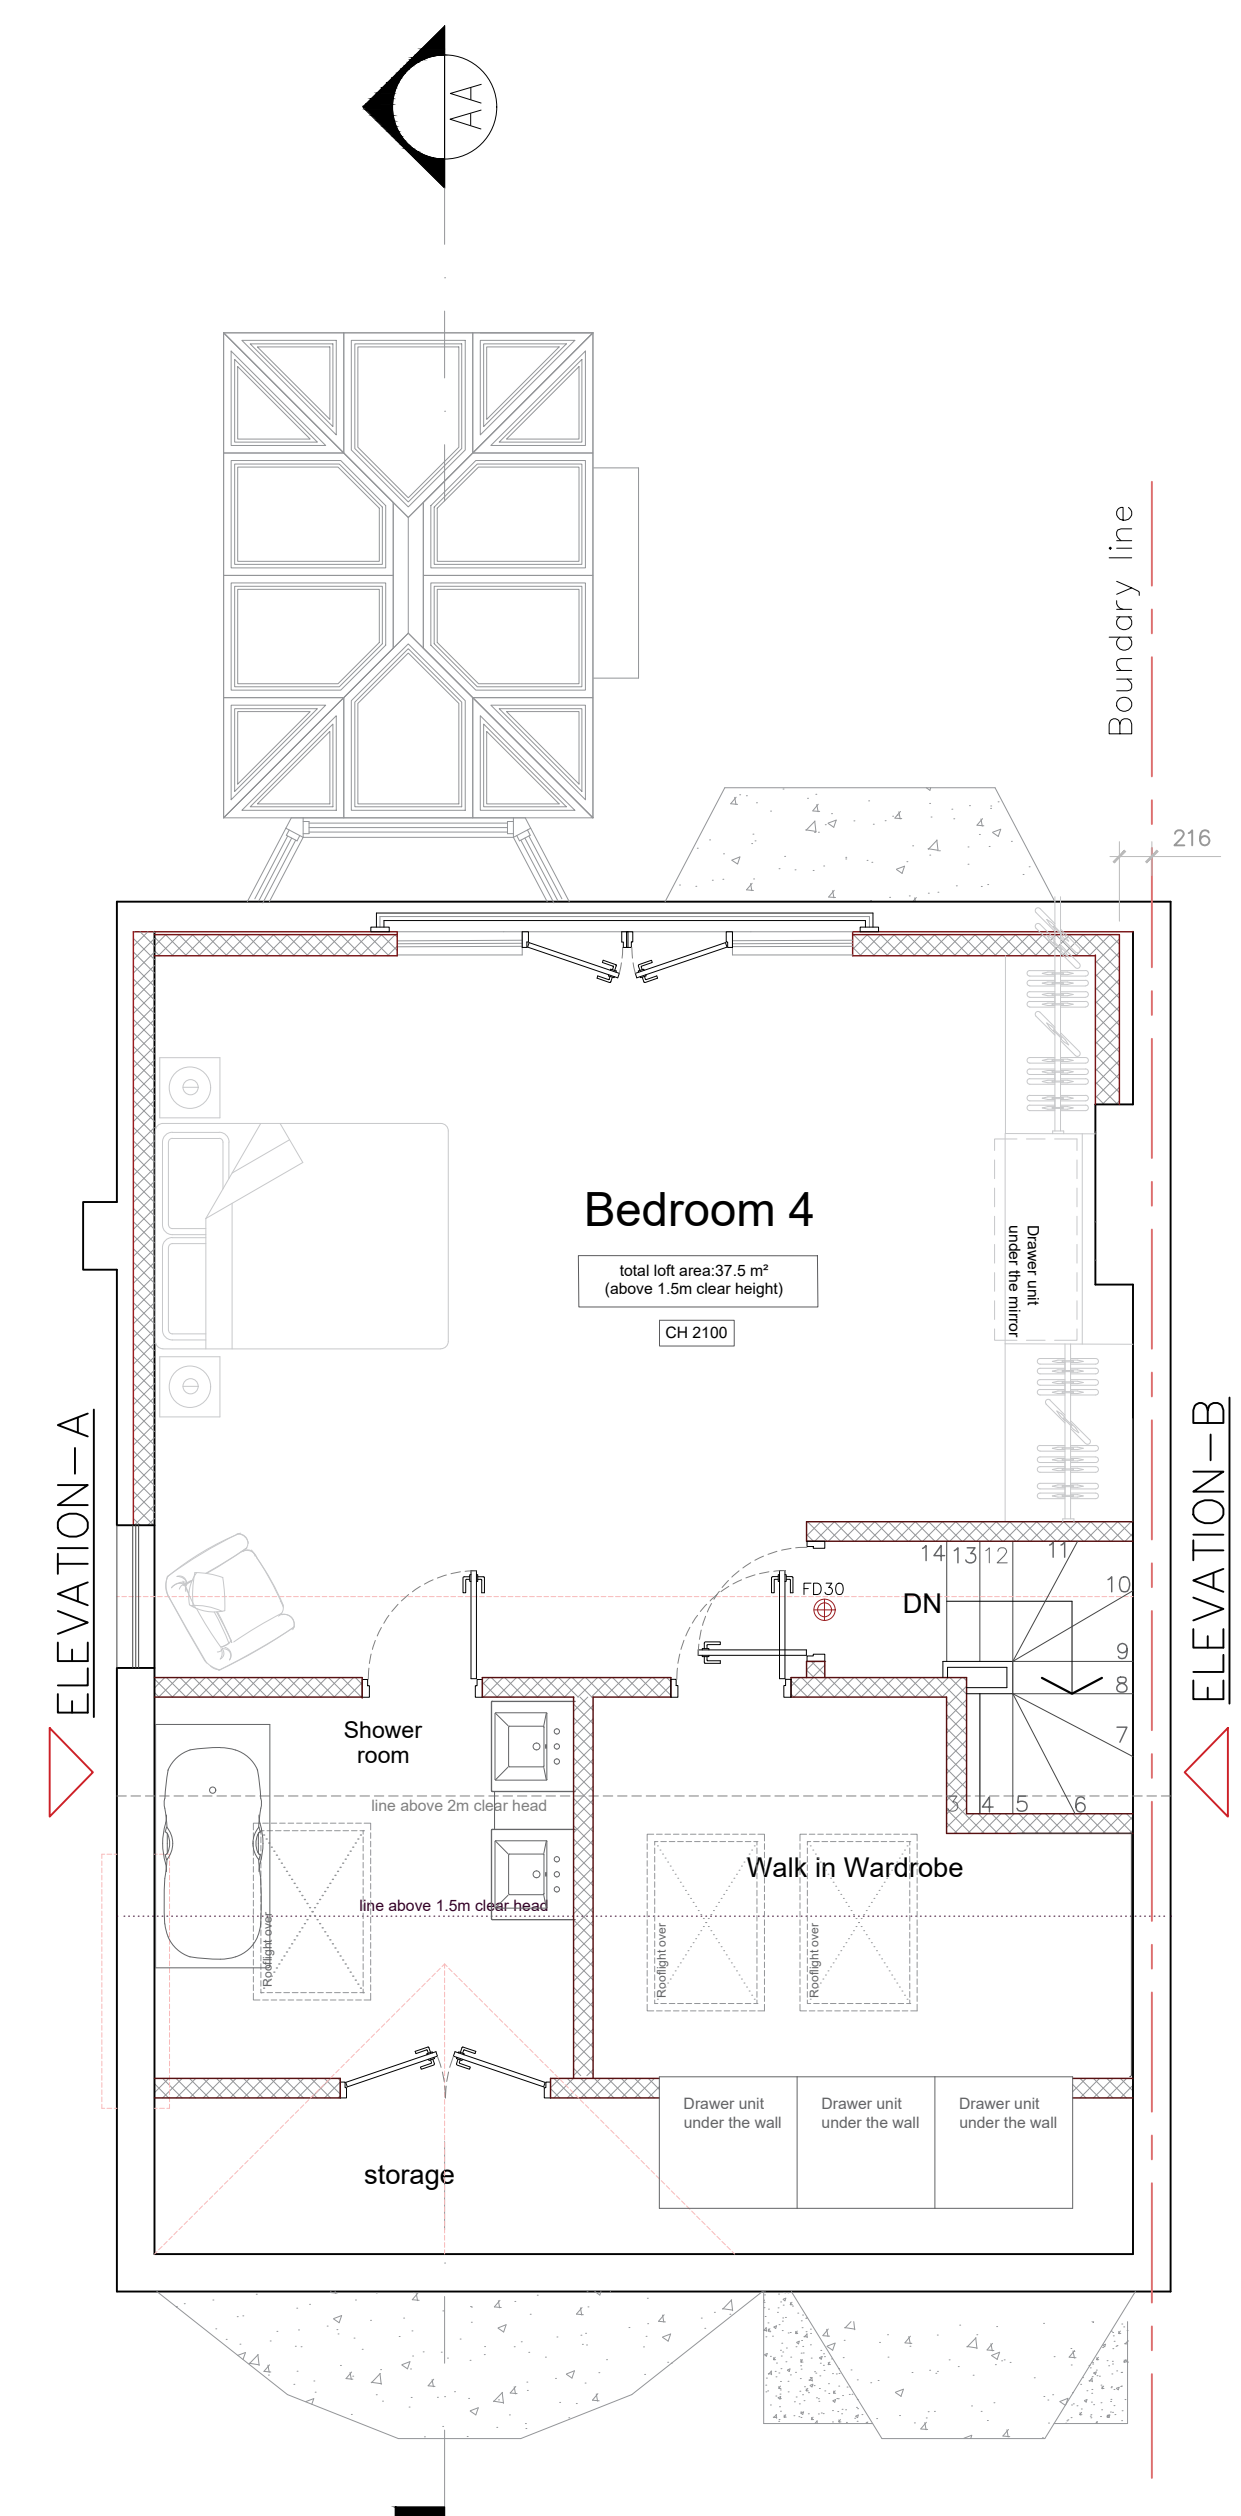 AA
Boundary line
216
Bedroom 4
total loft area:37.5 m²
(above 1.5m clear height)
CH 2100
Drawer unit
under the mirror
ELEVATION-A
ELEVATION-B
FD30
DN
14
13
12
11
10
9
8
7
6
5
4
3
Shower
room
line above 2m clear head
line above 1.5m clear head
Rooflight over
Walk in Wardrobe
Rooflight over
Rooflight over
Drawer unit
under the wall
Drawer unit
under the wall
Drawer unit
under the wall
storage